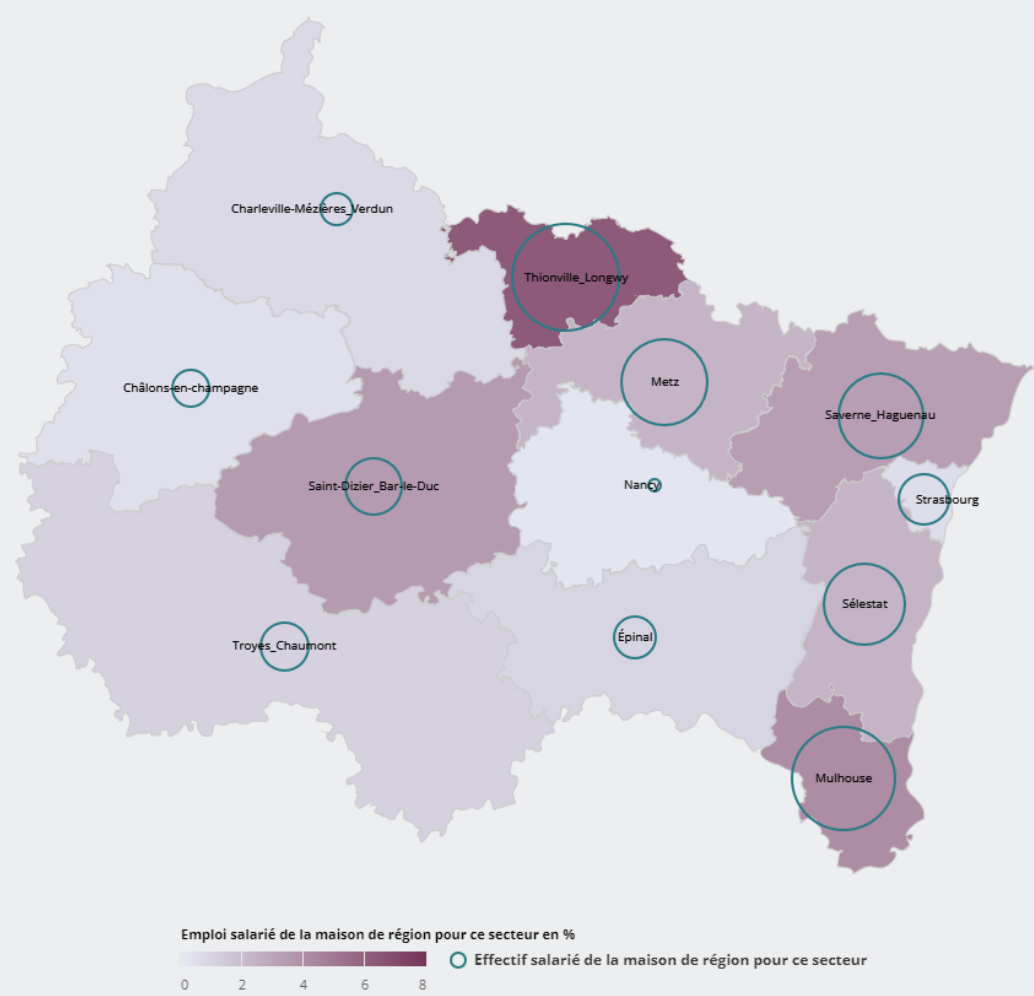 Charleville-Mézières_Verdun
Thionville_Longwy
Metz
Châlons-en-champagne
Saverne_Haguenau
Nancy
Saint-Dizier_Bar-le-Duc
Strasbourg
Sélestat
Épinal
Troyes_Chaumont
Mulhouse
Emploi salarié de la maison de région pour ce secteur en %
Effectif salarié de la maison de région pour ce secteur
0 2 4 6 8